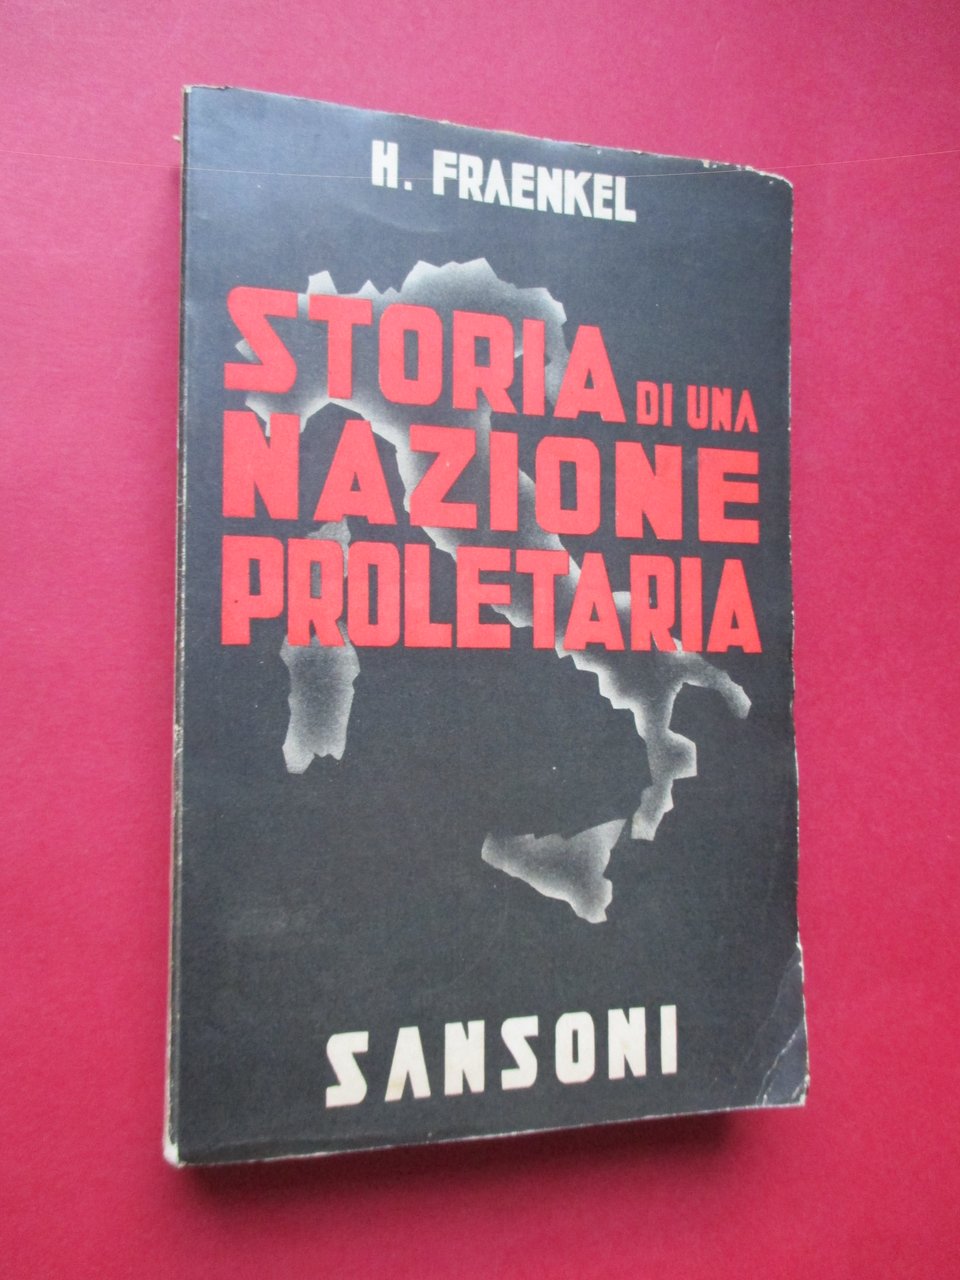 H. FRAENKEL
STORIA DI UNA
NAZIONE
PROLETARIA
SANSONI